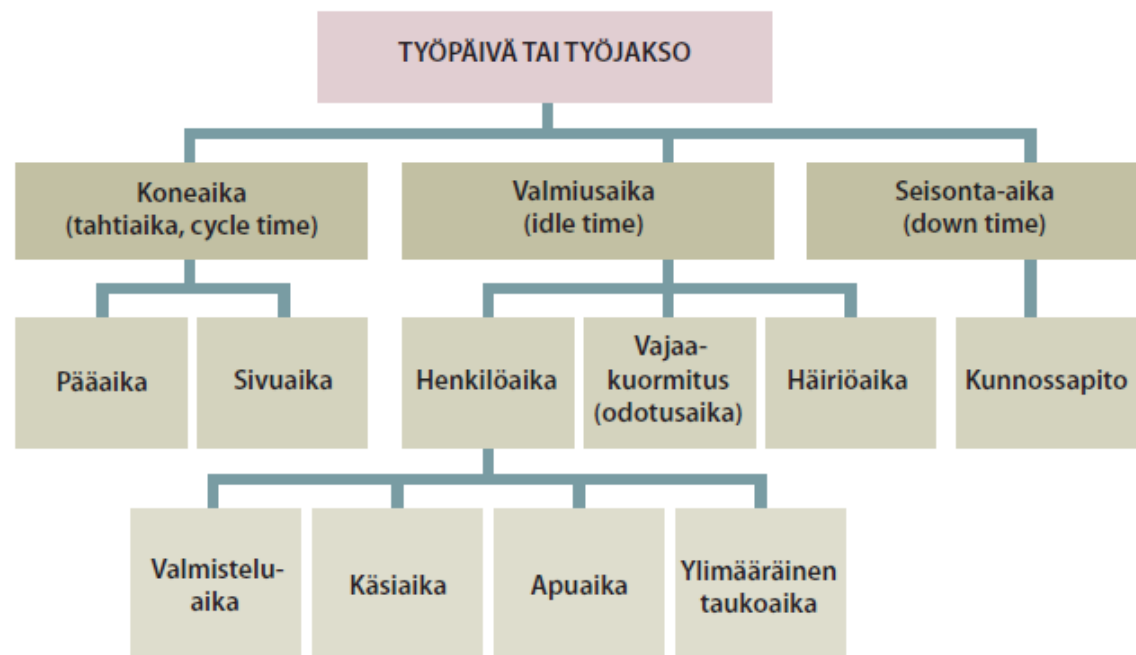 TYÖPÄIVÄ TAI TYÖJAKSO
Koneaika
(tahtiaika, cycle time)
Valmiusaika
(idle time)
Seisonta-aika
(down time)
Pääaika
Sivuaika
Henkilöaika
Vajaa-
kuormitus
(odotusaika)
Häiriöaika
Kunnossapito
Valmistelu-
aika
Käsiaika
Apuaika
Ylimääräinen
taukoaika